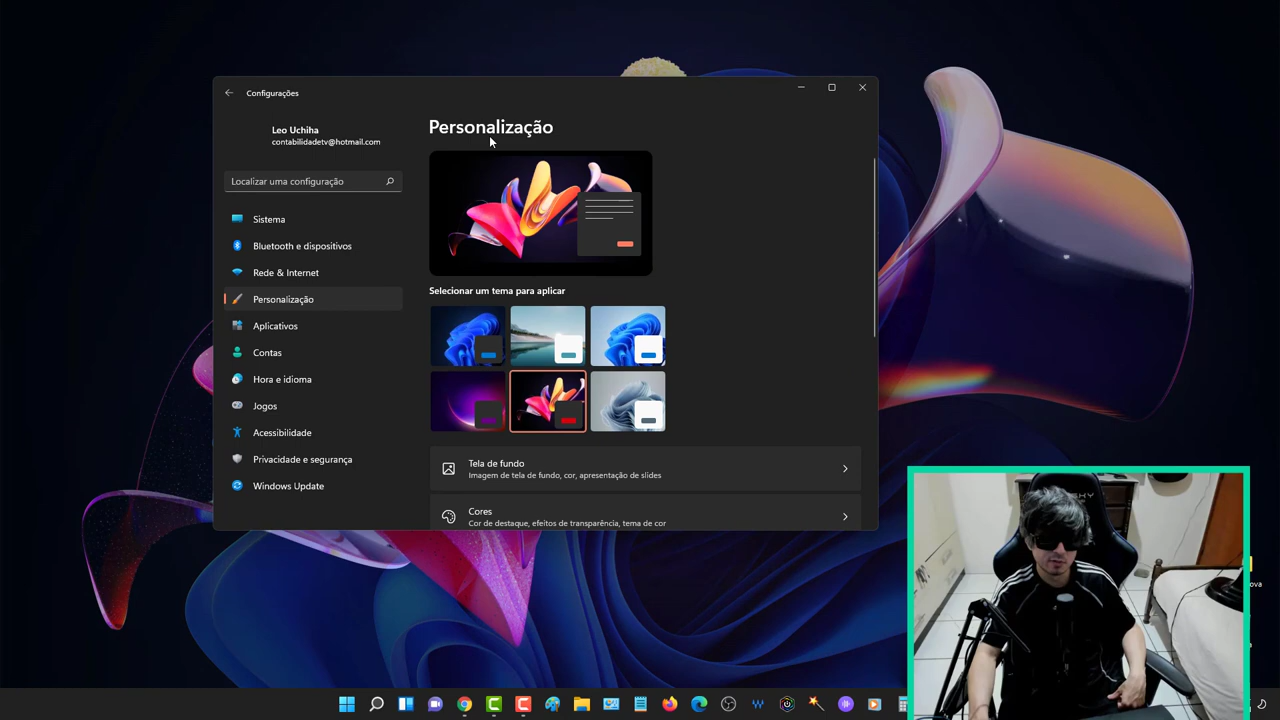 Configurações
Leo Uchiha
contabilidadetv@hotmail.com
Localizar uma configuração
Sistema
Bluetooth e dispositivos
Rede & Internet
Personalização
Aplicativos
Contas
Hora e idioma
Jogos
Acessibilidade
Privacidade e segurança
Windows Update
Personalização
Selecionar um tema para aplicar
Tela de fundo
Imagem de tela de fundo, cor, apresentação de slides
Cores
Cor de destaque, efeitos de transparência, tema de cor
ova